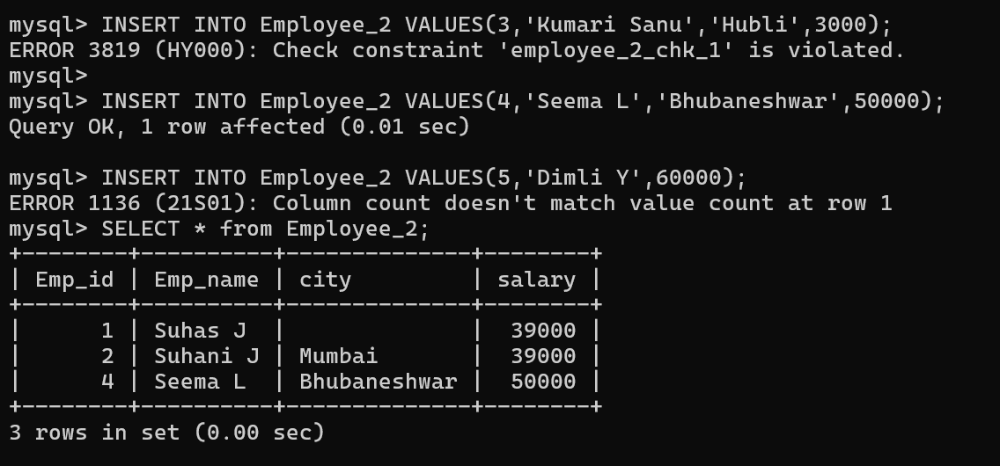 mysql> INSERT INTO Employee_2 VALUES(3,'Kumari Sanu','Hubli',3000);
ERROR 3819 (HY000): Check constraint 'employee_2_chk_1' is violated.
mysql>
mysql> INSERT INTO Employee_2 VALUES(4,'Seema L','Bhubaneshwar',50000);
Query OK, 1 row affected (0.01 sec)

mysql> INSERT INTO Employee_2 VALUES(5,'Dimli Y',60000);
ERROR 1136 (21S01): Column count doesn't match value count at row 1
mysql> SELECT * from Employee_2;
+--------+----------+--------------+--------+
| Emp_id | Emp_name | city         | salary |
+--------+----------+--------------+--------+
|      1 | Suhas J  |              |  39000 |
|      2 | Suhani J | Mumbai       |  39000 |
|      4 | Seema L  | Bhubaneshwar |  50000 |
+--------+----------+--------------+--------+
3 rows in set (0.00 sec)